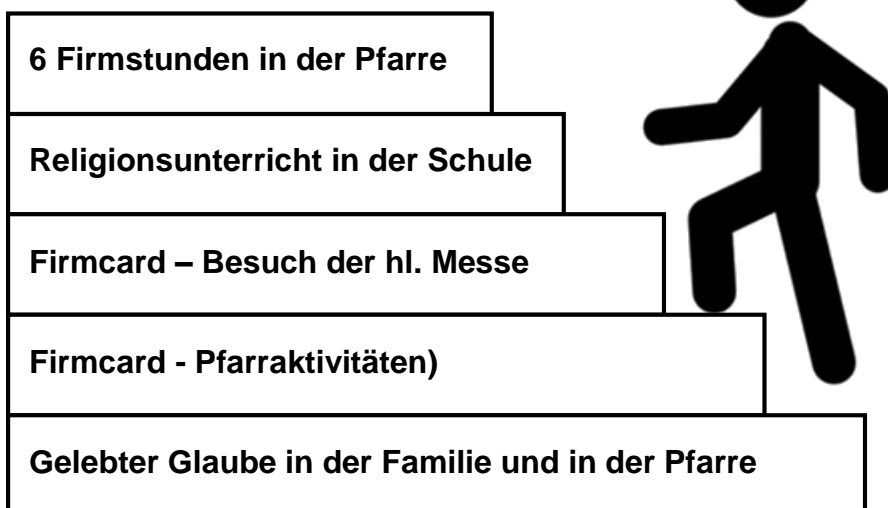 6 Firmstunden in der Pfarre
Religionsunterricht in der Schule
Firmcard – Besuch der hl. Messe
Firmcard - Pfarraktivitäten)
Gelebter Glaube in der Familie und in der Pfarre